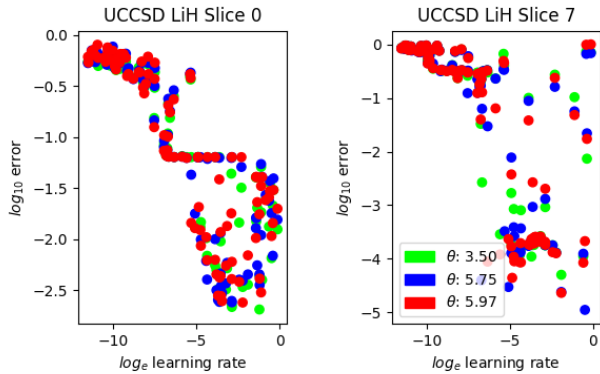 UCCSD LiH Slice 0
UCCSD LiH Slice 7
0.0
−0.5
−1.0
−1.5
−2.0
−2.5
log₁₀ error
−10
−5
0
logₑ learning rate
0
−1
−2
−3
−4
−5
log₁₀ error
θ: 3.50
θ: 5.75
θ: 5.97
−10
−5
0
logₑ learning rate